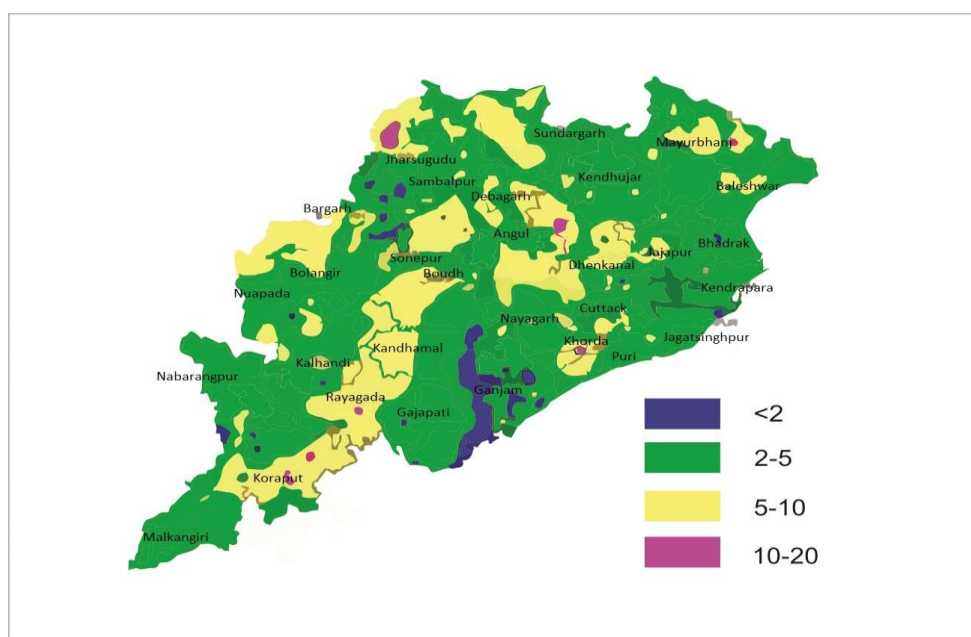 Sundargarh
Mayurbhanj
Jharsugudu
Sambalpur
Kendhujar
Baleshwar
Debagarh
Bargarh
Angul
Bhadrak
Jajapur
Sonepur
Dhenkanal
Bolangir
Boudh
Kendrapara
Nuapada
Cuttack
Nayagarh
Jagatsinghpur
Khorda
Kandhamal
Puri
Kalhandi
Nabarangpur
Ganjam
Rayagada
Gajapati
Koraput
Malkangiri
<2
2-5
5-10
10-20